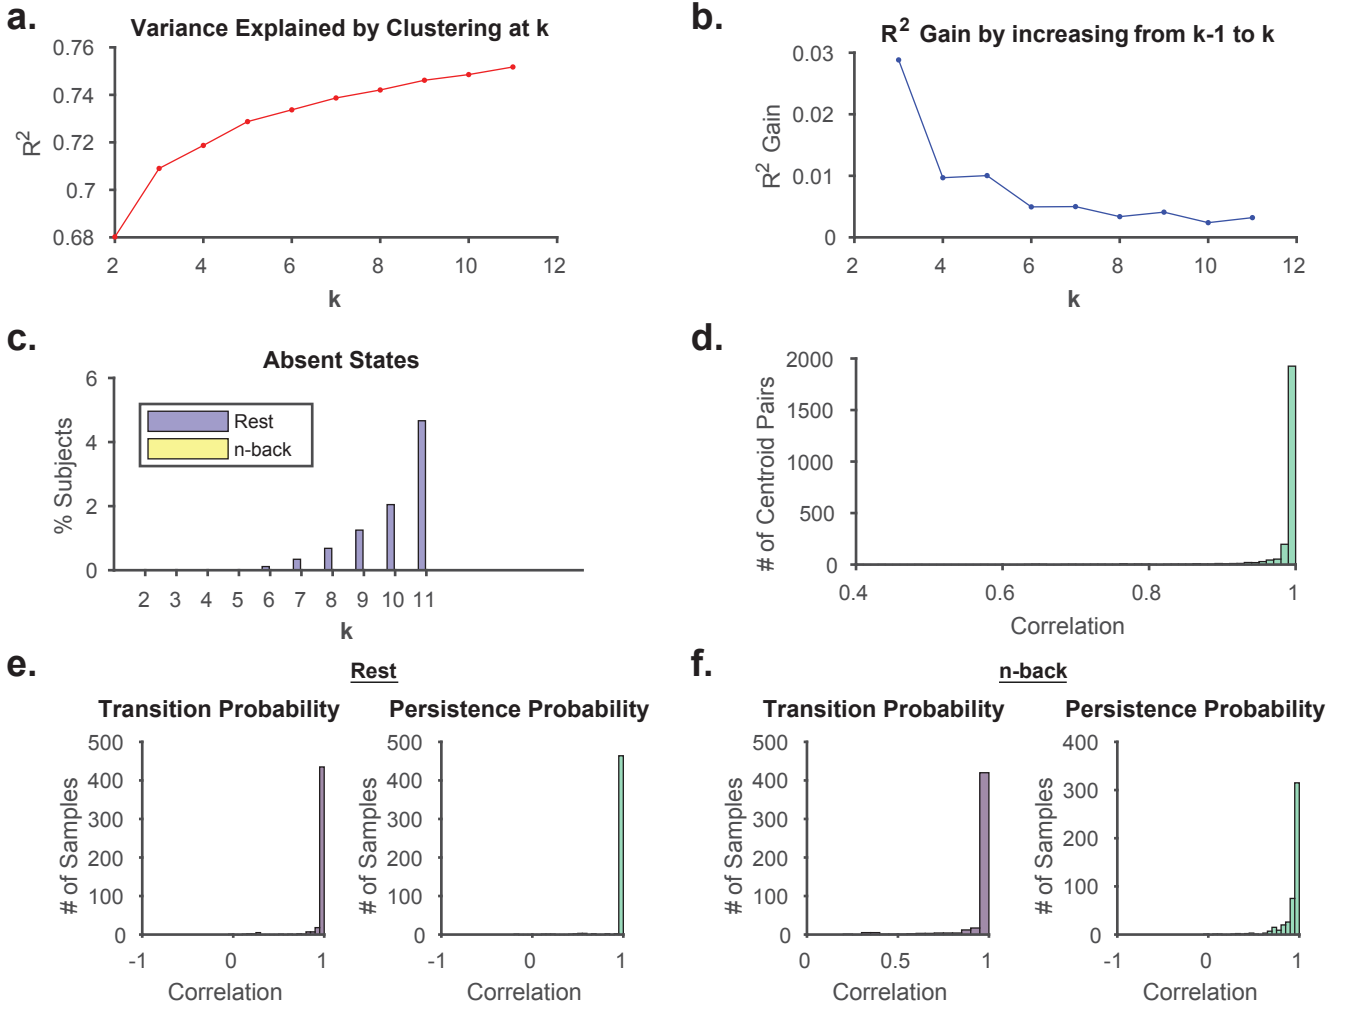 a.
Variance Explained by Clustering at k
0.76
0.74
0.72
0.7
0.68
R²
2 4 6 8 10 12
k
b.
R² Gain by increasing from k-1 to k
0.03
0.02
0.01
0
R² Gain
2 4 6 8 10 12
k
c.
Absent States
6
4
2
0
% Subjects
Rest
n-back
2 3 4 5 6 7 8 9 10 11
k
d.
2000
1500
1000
500
0
# of Centroid Pairs
0.4 0.6 0.8 1
Correlation
e.
Rest
Transition Probability
500
400
300
200
100
0
# of Samples
-1 0 1
Correlation
Persistence Probability
500
400
300
200
100
0
# of Samples
-1 0 1
Correlation
f.
n-back
Transition Probability
500
400
300
200
100
0
# of Samples
0 0.5 1
Correlation
Persistence Probability
400
300
200
100
0
# of Samples
-1 0 1
Correlation